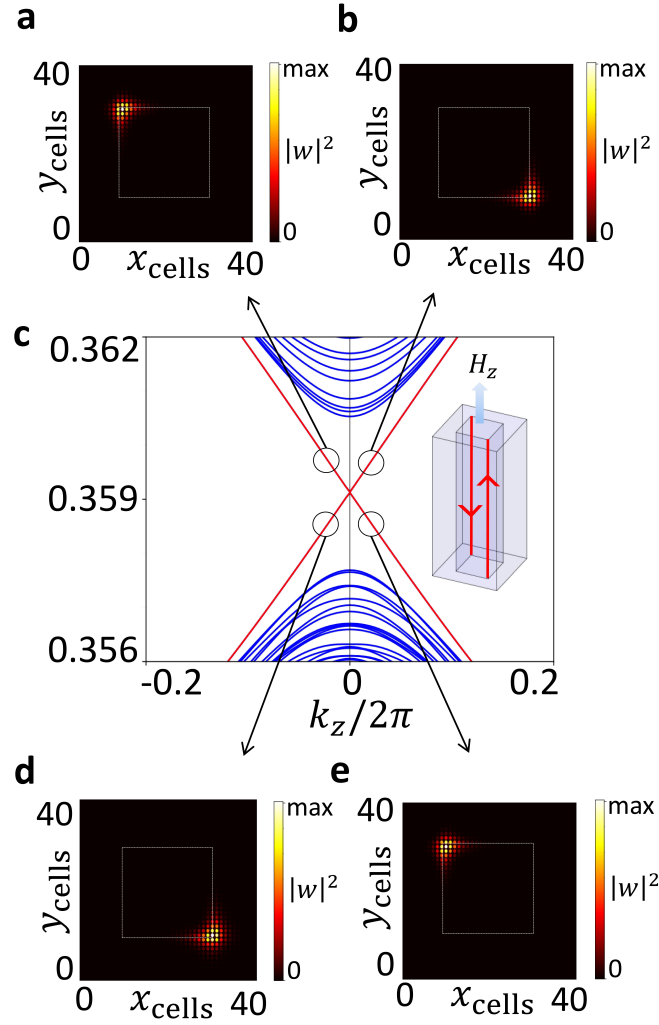 a
b
40
max
y_cells
|w|²
0
0
0
x_cells
40
40
max
y_cells
|w|²
0
0
0
x_cells
40
c
0.362
0.359
0.356
H_z
-0.2
0
0.2
k_z/2π
d
e
40
max
y_cells
|w|²
0
0
0
x_cells
40
40
max
y_cells
|w|²
0
0
0
x_cells
40